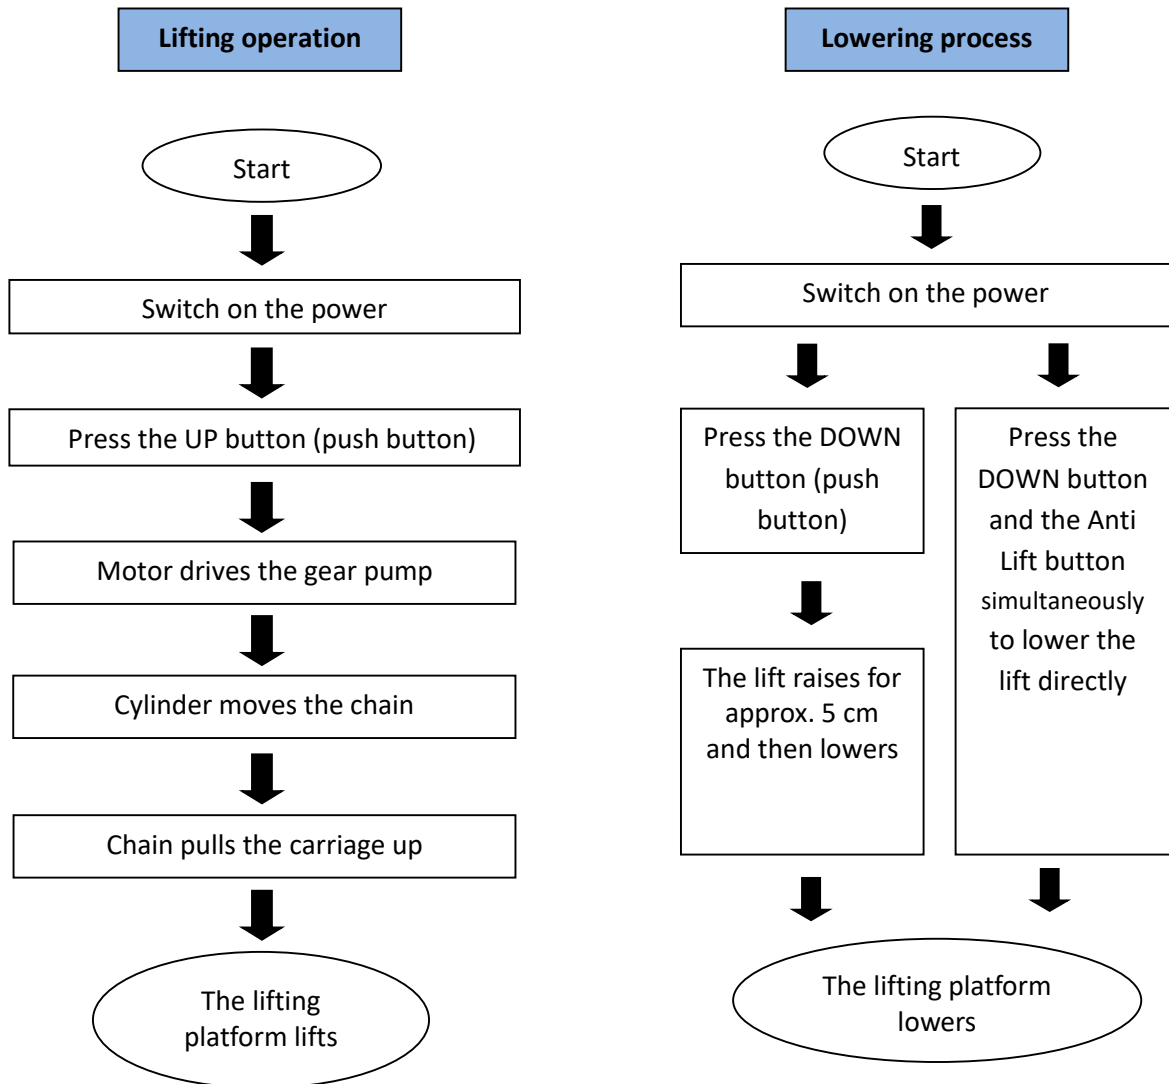 Lifting operation
Start
Switch on the power
Press the UP button (push button)
Motor drives the gear pump
Cylinder moves the chain
Chain pulls the carriage up
The lifting
platform lifts
Lowering process
Start
Switch on the power
Press the DOWN
button (push
button)
The lift raises for
approx. 5 cm
and then lowers
Press the
DOWN button
and the Anti
Lift button
simultaneously
to lower the
lift directly
The lifting platform
lowers